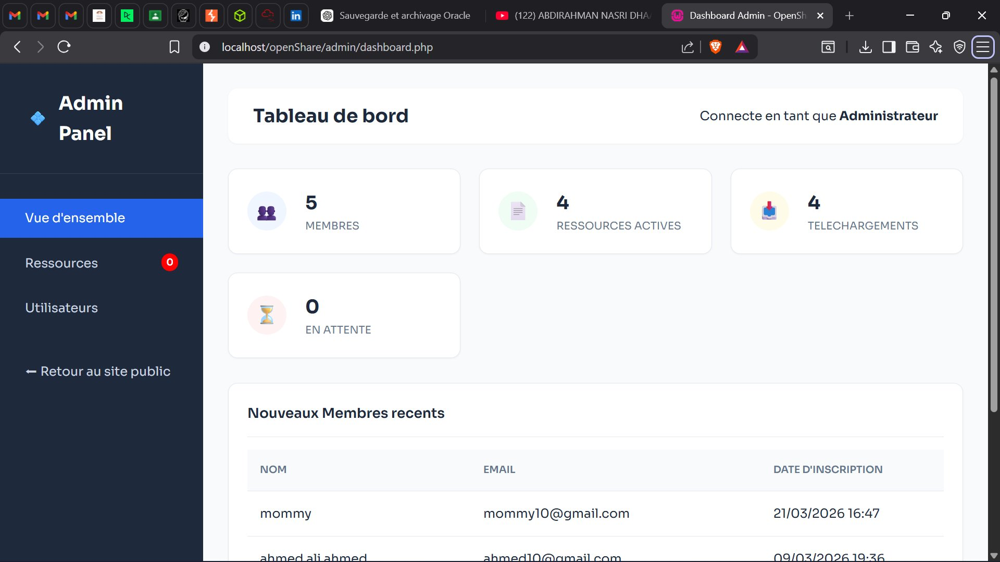 Sauvegarde et archivage Oracle
(122) ABDIRAHMAN NASRI DHA
Dashboard Admin - OpenSh
localhost/openShare/admin/dashboard.php
Admin
Panel
Tableau de bord
Connecte en tant que Administrateur
Vue d'ensemble
Ressources
0
Utilisateurs
← Retour au site public
5
MEMBRES
4
RESSOURCES ACTIVES
4
TELECHARGEMENTS
0
EN ATTENTE
Nouveaux Membres recents
NOM EMAIL DATE D'INSCRIPTION
mommy mommy10@gmail.com 21/03/2026 16:47
ahmed ali ahmed ahmed10@gmail.com 09/03/2026 19:36